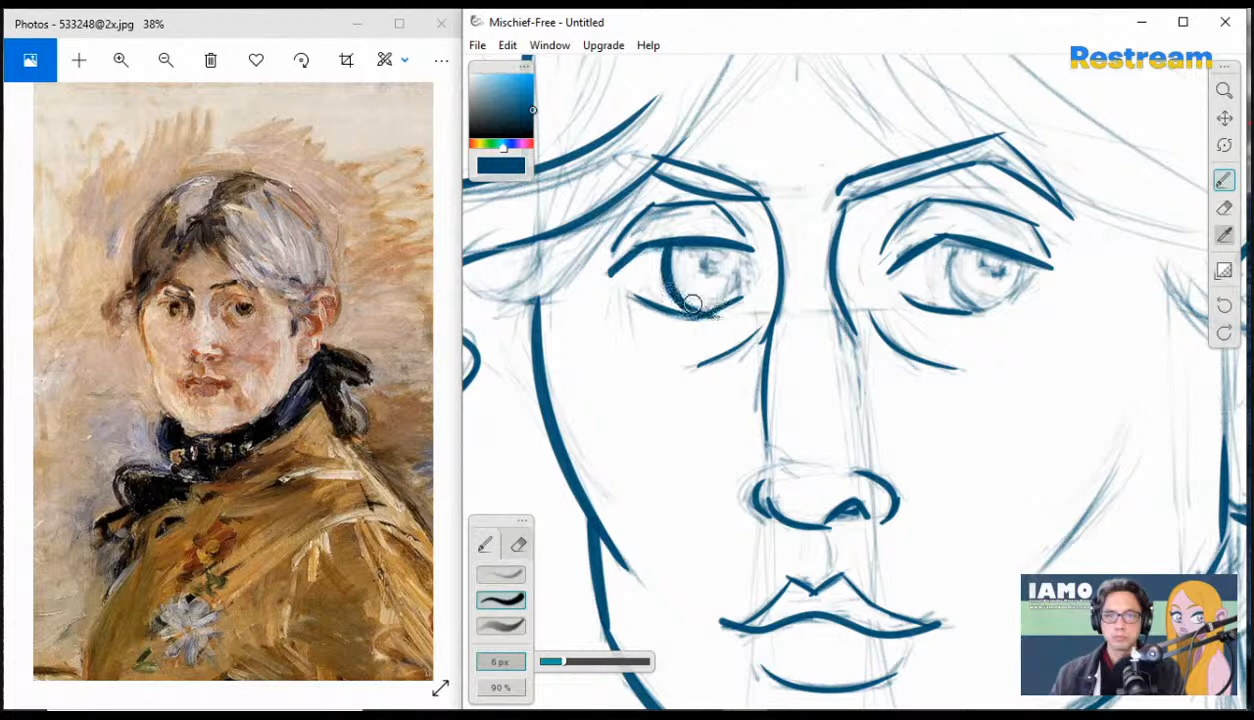 Photos - 533248@2x.jpg 38%
Mischief-Free - Untitled
File Edit Window Upgrade Help
Restream
6 px
90 %
IAMO